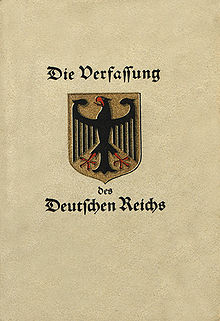 Die Verfaſſung
des
Deutſchen Reichs